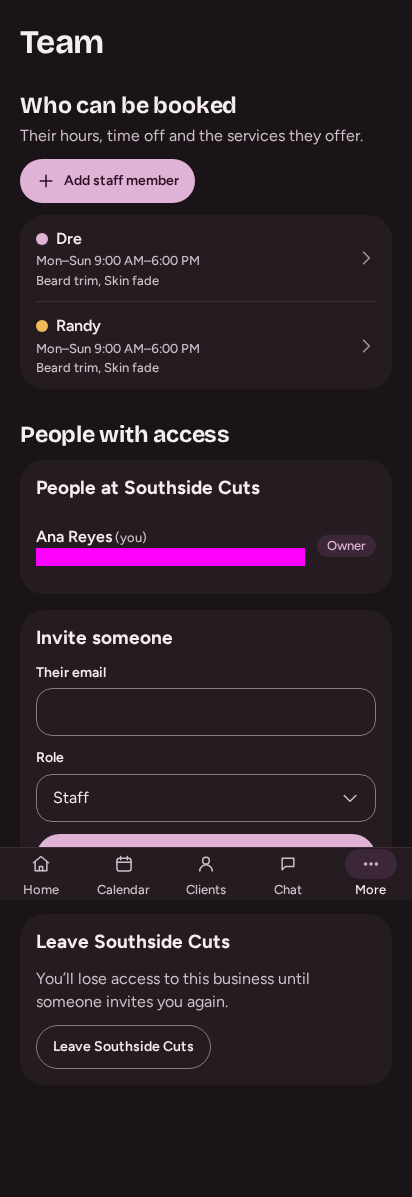 Team
Who can be booked
Their hours, time off and the services they offer.
Add staff member
Dre
Mon–Sun 9:00 AM–6:00 PM
Beard trim, Skin fade
Randy
Mon–Sun 9:00 AM–6:00 PM
Beard trim, Skin fade
People with access
People at Southside Cuts
Ana Reyes (you)
Owner
Invite someone
Their email
Role
Staff
Home Calendar Clients Chat More
Leave Southside Cuts
You’ll lose access to this business until
someone invites you again.
Leave Southside Cuts